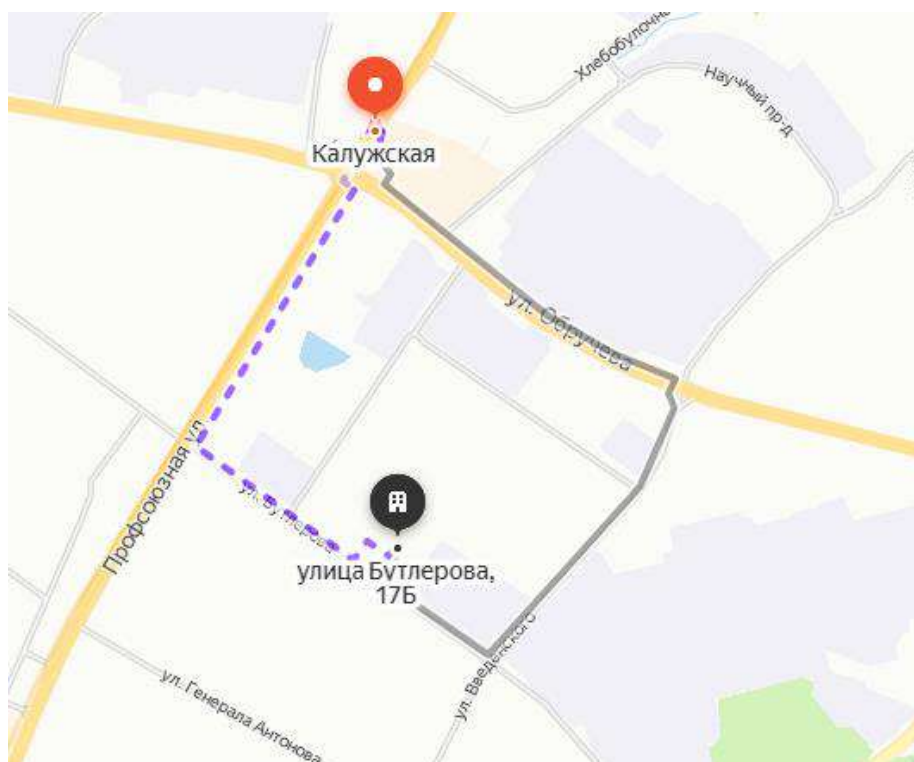 Хлебобулочн
Научный пр-д
Калужская
ул. Обручева
Профсоюзная ул.
ул. Бутлерова
улица Бутлерова,
17Б
ул. Введенского
ул. Генерала Антонова